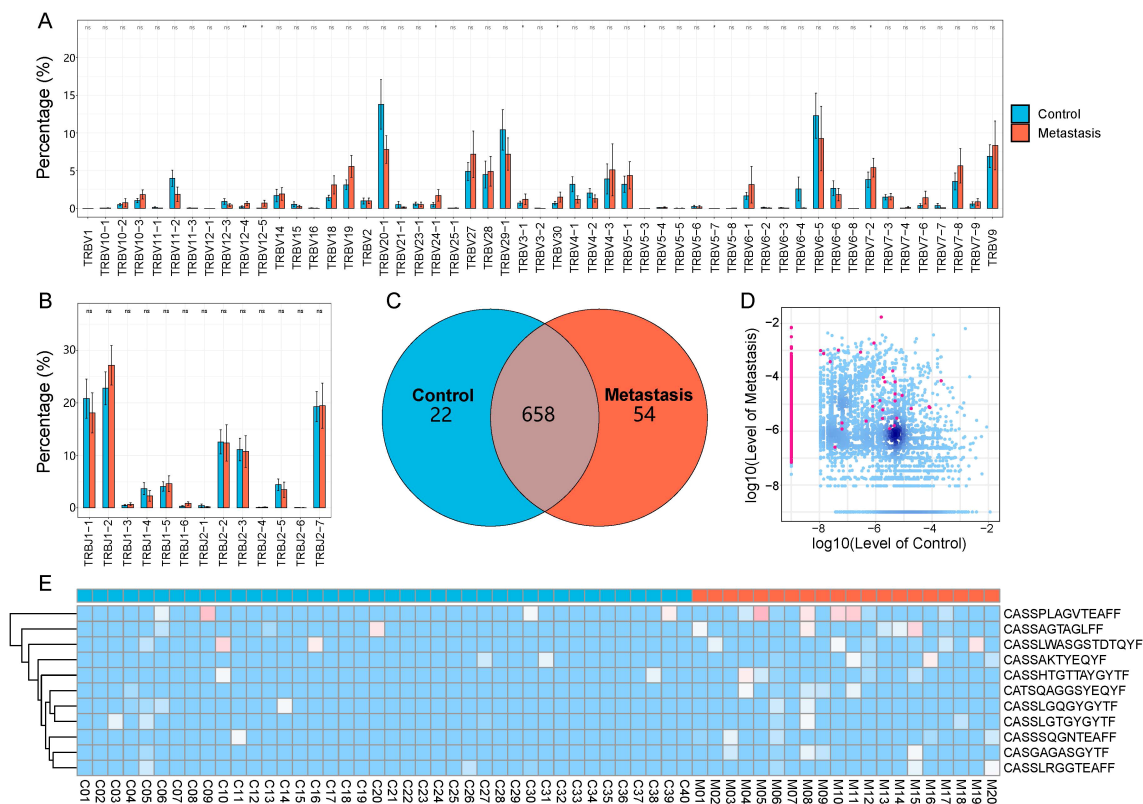 A
ns ns ns ns ns ns ns ns ns ** * ns ns ns ns ns ns ns ns ns * ns ns ns ns * ns * ns ns ns ns * ns ns ns * ns ns ns ns ns ns ns ns * ns ns ns ns ns ns ns
Percentage (%)
20
15
10
5
0
TRBV1
TRBV10−1
TRBV10−2
TRBV10−3
TRBV11−1
TRBV11−2
TRBV11−3
TRBV12−1
TRBV12−3
TRBV12−4
TRBV12−5
TRBV14
TRBV15
TRBV16
TRBV18
TRBV19
TRBV2
TRBV20−1
TRBV21−1
TRBV23−1
TRBV24−1
TRBV25−1
TRBV27
TRBV28
TRBV29−1
TRBV3−1
TRBV3−2
TRBV30
TRBV4−1
TRBV4−2
TRBV4−3
TRBV5−1
TRBV5−3
TRBV5−4
TRBV5−5
TRBV5−6
TRBV5−7
TRBV5−8
TRBV6−1
TRBV6−2
TRBV6−3
TRBV6−4
TRBV6−5
TRBV6−6
TRBV6−8
TRBV7−2
TRBV7−3
TRBV7−4
TRBV7−6
TRBV7−7
TRBV7−8
TRBV7−9
TRBV9
Control
Metastasis
B
ns ns ns ns ns ns ns ns ns ns ns ns ns
Percentage (%)
30
20
10
0
TRBJ1−1
TRBJ1−2
TRBJ1−3
TRBJ1−4
TRBJ1−5
TRBJ1−6
TRBJ2−1
TRBJ2−2
TRBJ2−3
TRBJ2−4
TRBJ2−5
TRBJ2−6
TRBJ2−7
C
Control
22
658
Metastasis
54
D
log10(Level of Metastasis)
−2
−4
−6
−8
−8 −6 −4 −2
log10(Level of Control)
E
CASSPLAGVTEAFF
CASSAGTAGLFF
CASSLWASGSTDTQYF
CASSAKTYEQYF
CASSHTGTTAYGYTF
CATSQAGGSYEQYF
CASSLGQGYGYTF
CASSLGTGYGYTF
CASSSQGNTEAFF
CASGAGASGYTF
CASSLRGGTEAFF
C01 C02 C03 C04 C05 C06 C07 C08 C09 C10 C11 C12 C13 C14 C15 C16 C17 C18 C19 C20 C21 C22 C23 C24 C25 C26 C27 C28 C29 C30 C31 C32 C33 C34 C35 C36 C37 C38 C39 C40 M01 M02 M03 M04 M05 M06 M07 M08 M09 M10 M11 M12 M13 M14 M15 M16 M17 M18 M19 M20